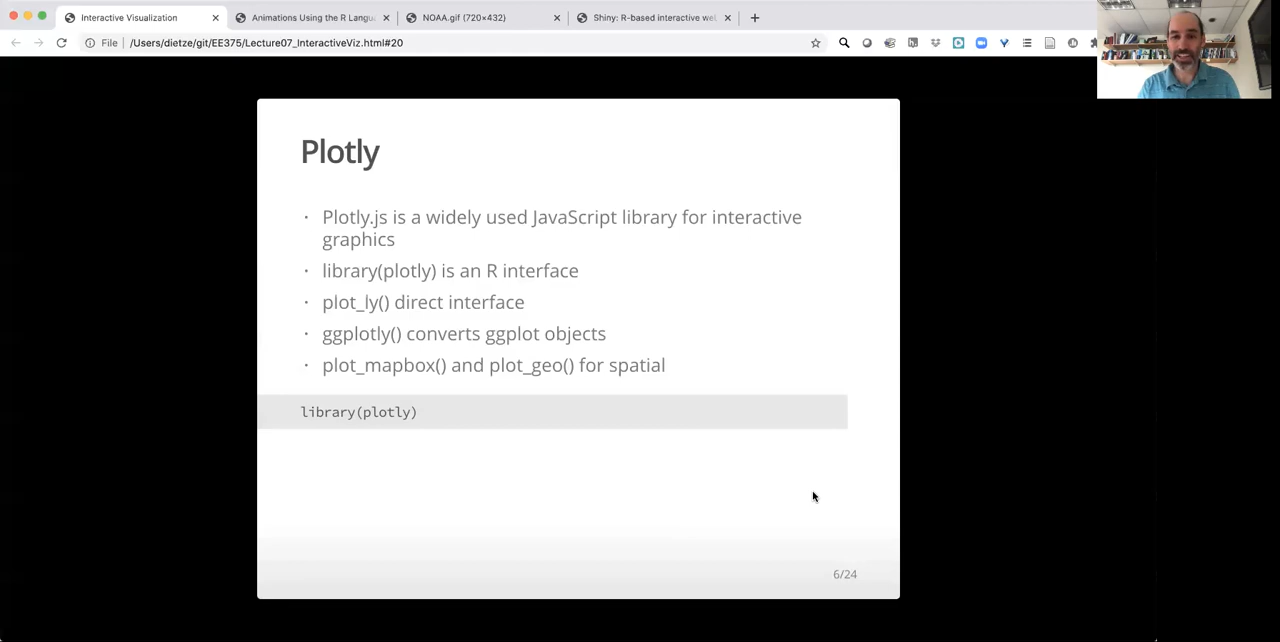 Interactive Visualization
Animations Using the R Langu
NOAA.gif (720×432)
Shiny: R-based interactive we
File
/Users/dietze/git/EE375/Lecture07_InteractiveViz.html#20
Plotly
· Plotly.js is a widely used JavaScript library for interactive
graphics
· library(plotly) is an R interface
· plot_ly() direct interface
· ggplotly() converts ggplot objects
· plot_mapbox() and plot_geo() for spatial
library(plotly)
6/24